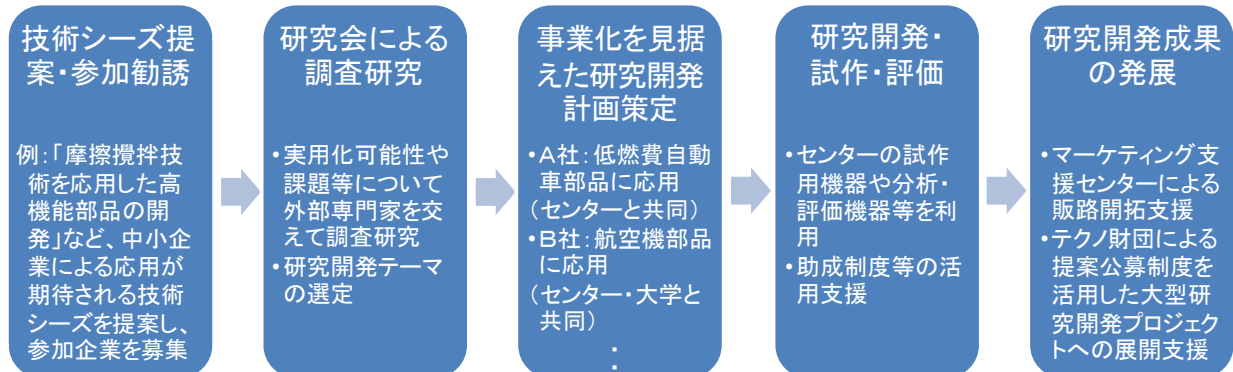 技術シーズ提
案・参加勧誘
例：「摩擦攪拌技
術を応用した高
機能部品の開
発」など、中小企
業による応用が
期待される技術
シーズを提案し、
参加企業を募集
研究会による
調査研究
・実用化可能性や
課題等について
外部専門家を交
えて調査研究
・研究開発テーマ
の選定
事業化を見据
えた研究開発
計画策定
・A社：低燃費自動
車部品に応用
（センターと共同）
・B社：航空機部品
に応用
（センター・大学と
共同）
：
研究開発・
試作・評価
・センターの試作
用機器や分析・
評価機器等を利
用
・助成制度等の活
用支援
研究開発成果
の発展
・マーケティング支
援センターによる
販路開拓支援
・テクノ財団による
提案公募制度を
活用した大型研
究開発プロジェク
トへの展開支援